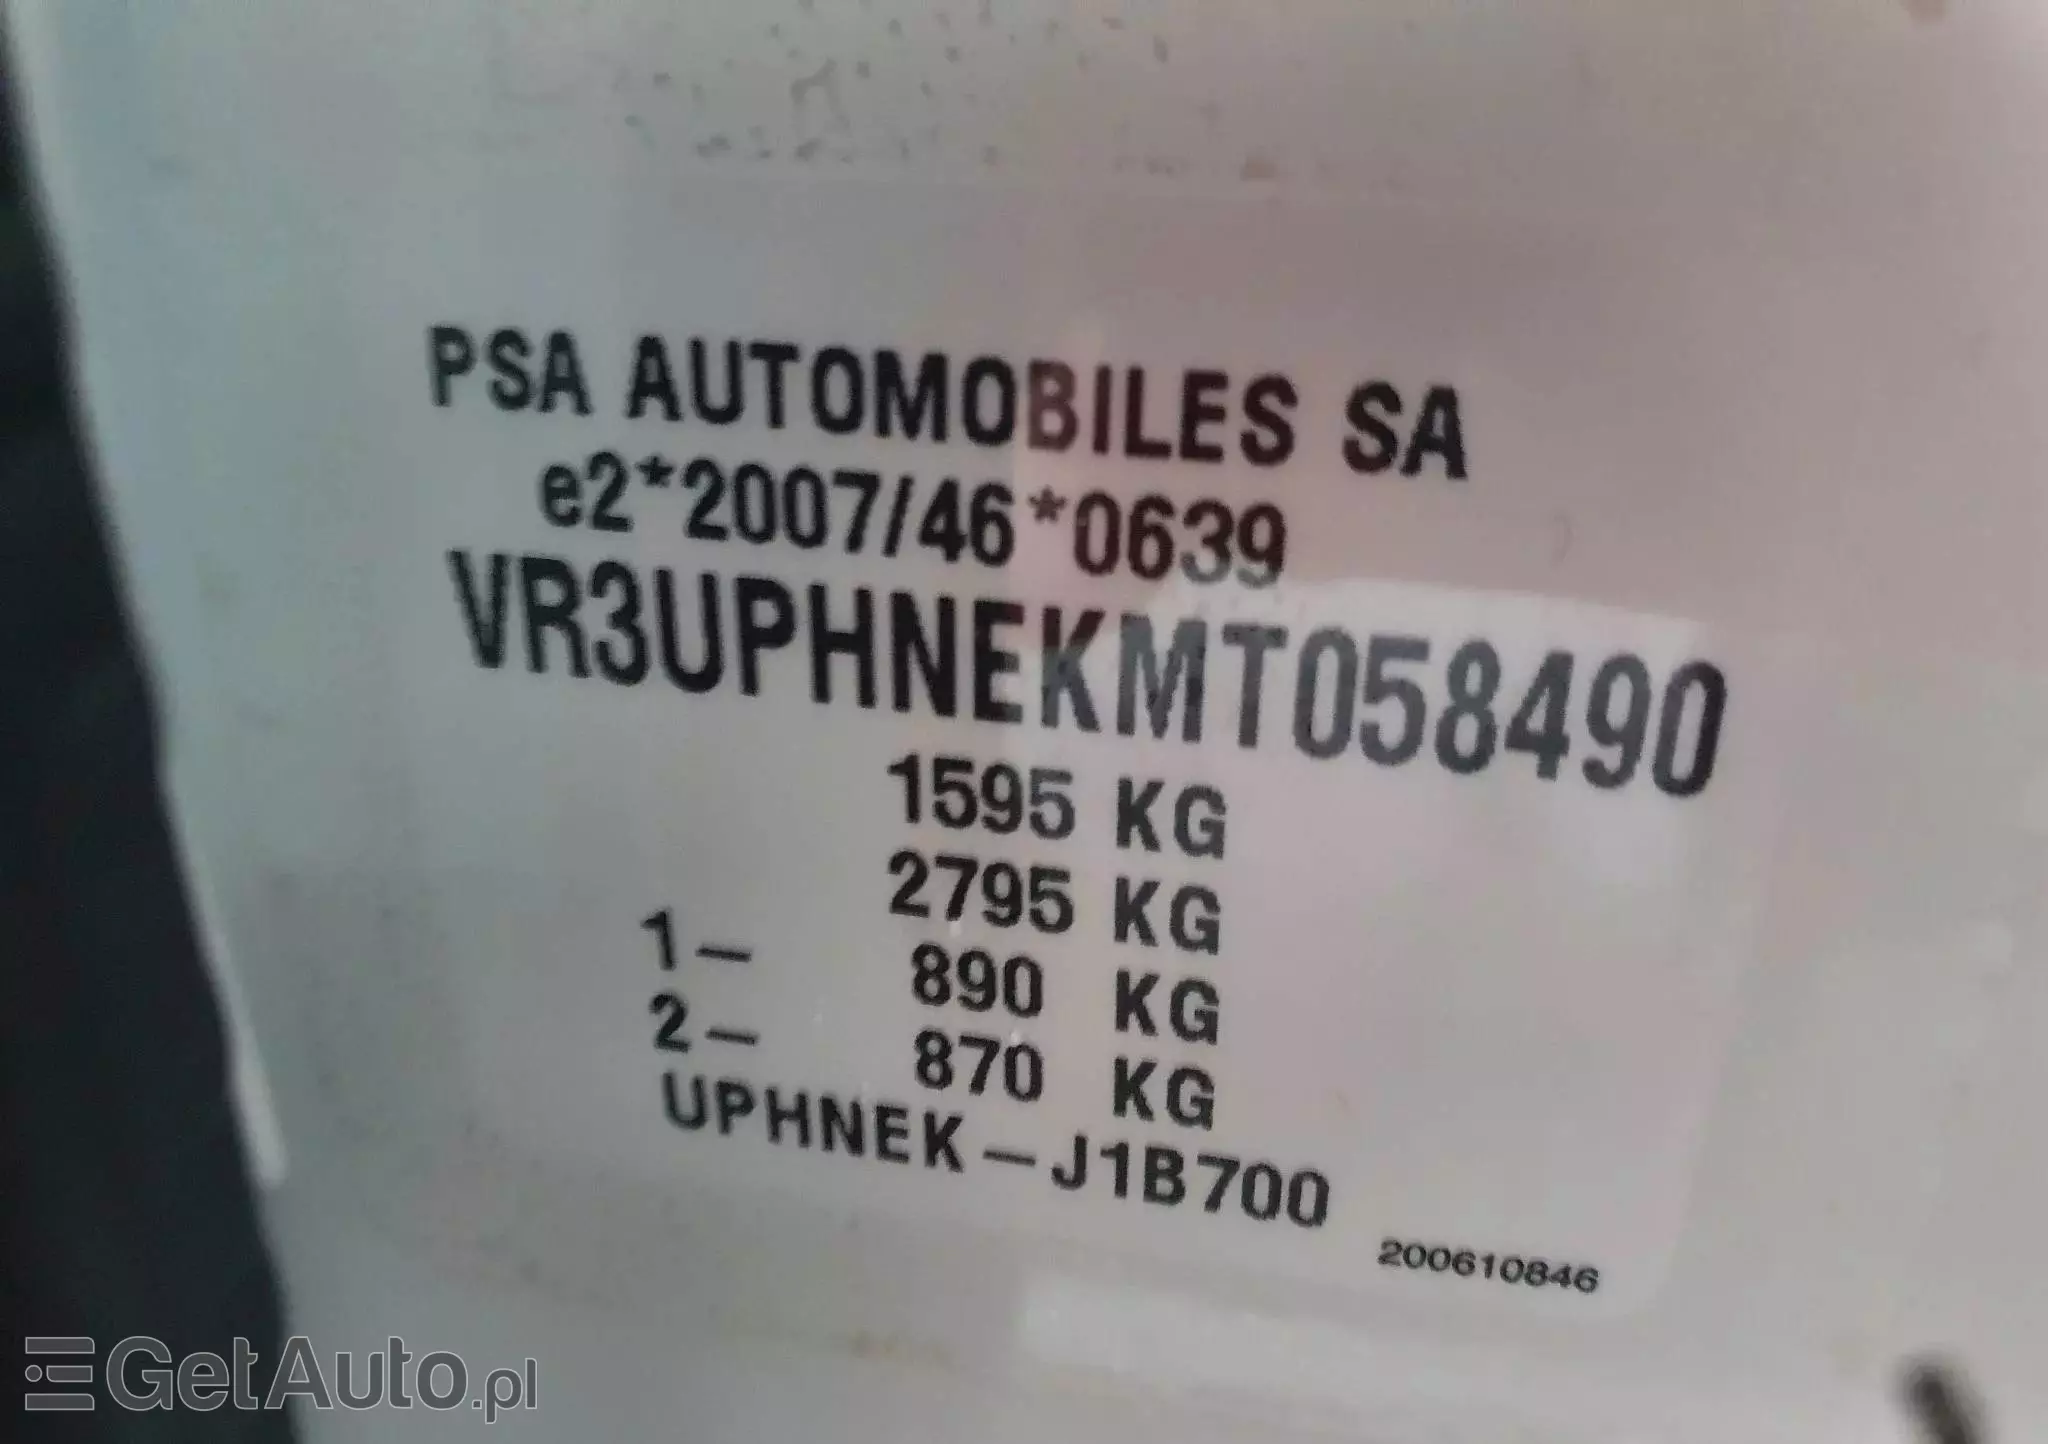 PSA AUTOMOBILES SA
e2*2007/46*0639
VR3UPHNEKMT058490
1595 KG
2795 KG
1- 890 KG
2- 870 KG
UPHNEK-J1B700
200610846
GetAuto.pl